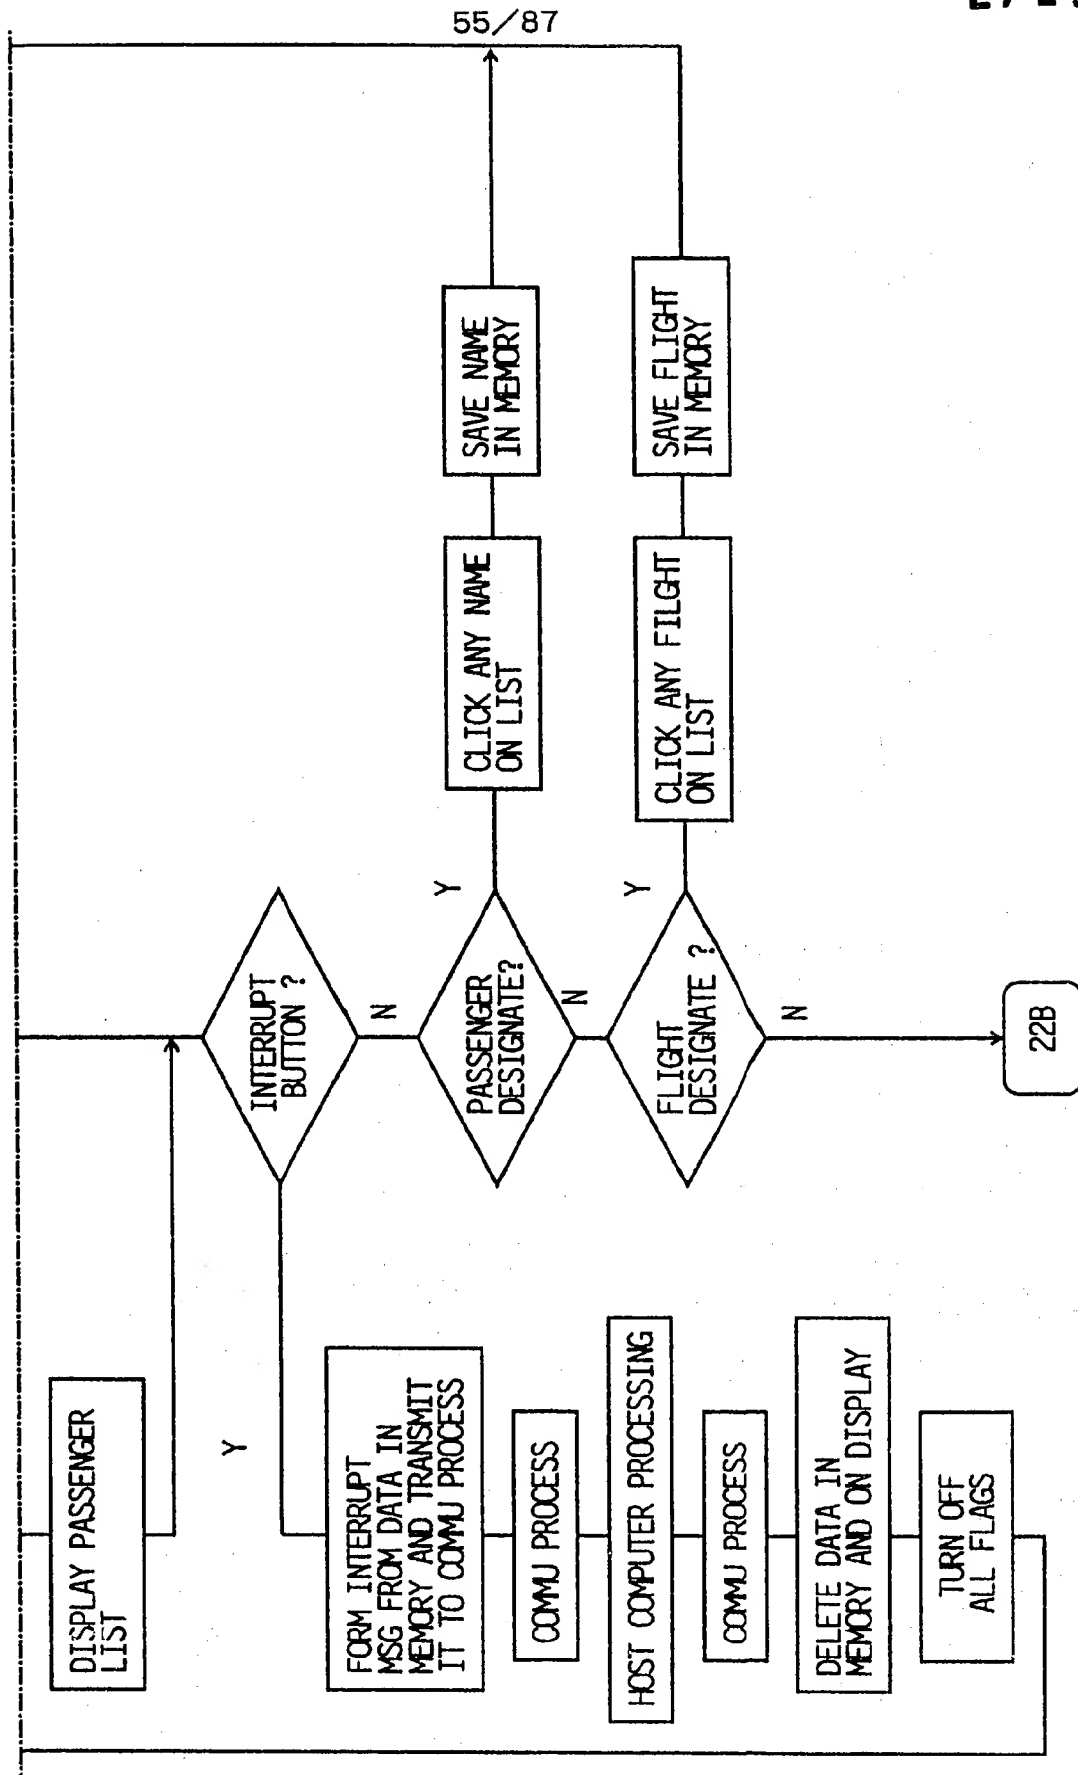 55/87
DISPLAY PASSENGER
LIST
INTERRUPT
BUTTON ?
Y
N
FORM INTERRUPT
MSG FROM DATA IN
MEMORY AND TRANSMIT
IT TO COMMU PROCESS
COMMU PROCESS
HOST COMPUTER PROCESSING
COMMU PROCESS
DELETE DATA IN
MEMORY AND ON DISPLAY
TURN OFF
ALL FLAGS
PASSENGER
DESIGNATE?
Y
N
CLICK ANY NAME
ON LIST
SAVE NAME
IN MEMORY
FLIGHT
DESIGNATE ?
Y
N
CLICK ANY FILGHT
ON LIST
SAVE FLIGHT
IN MEMORY
22B